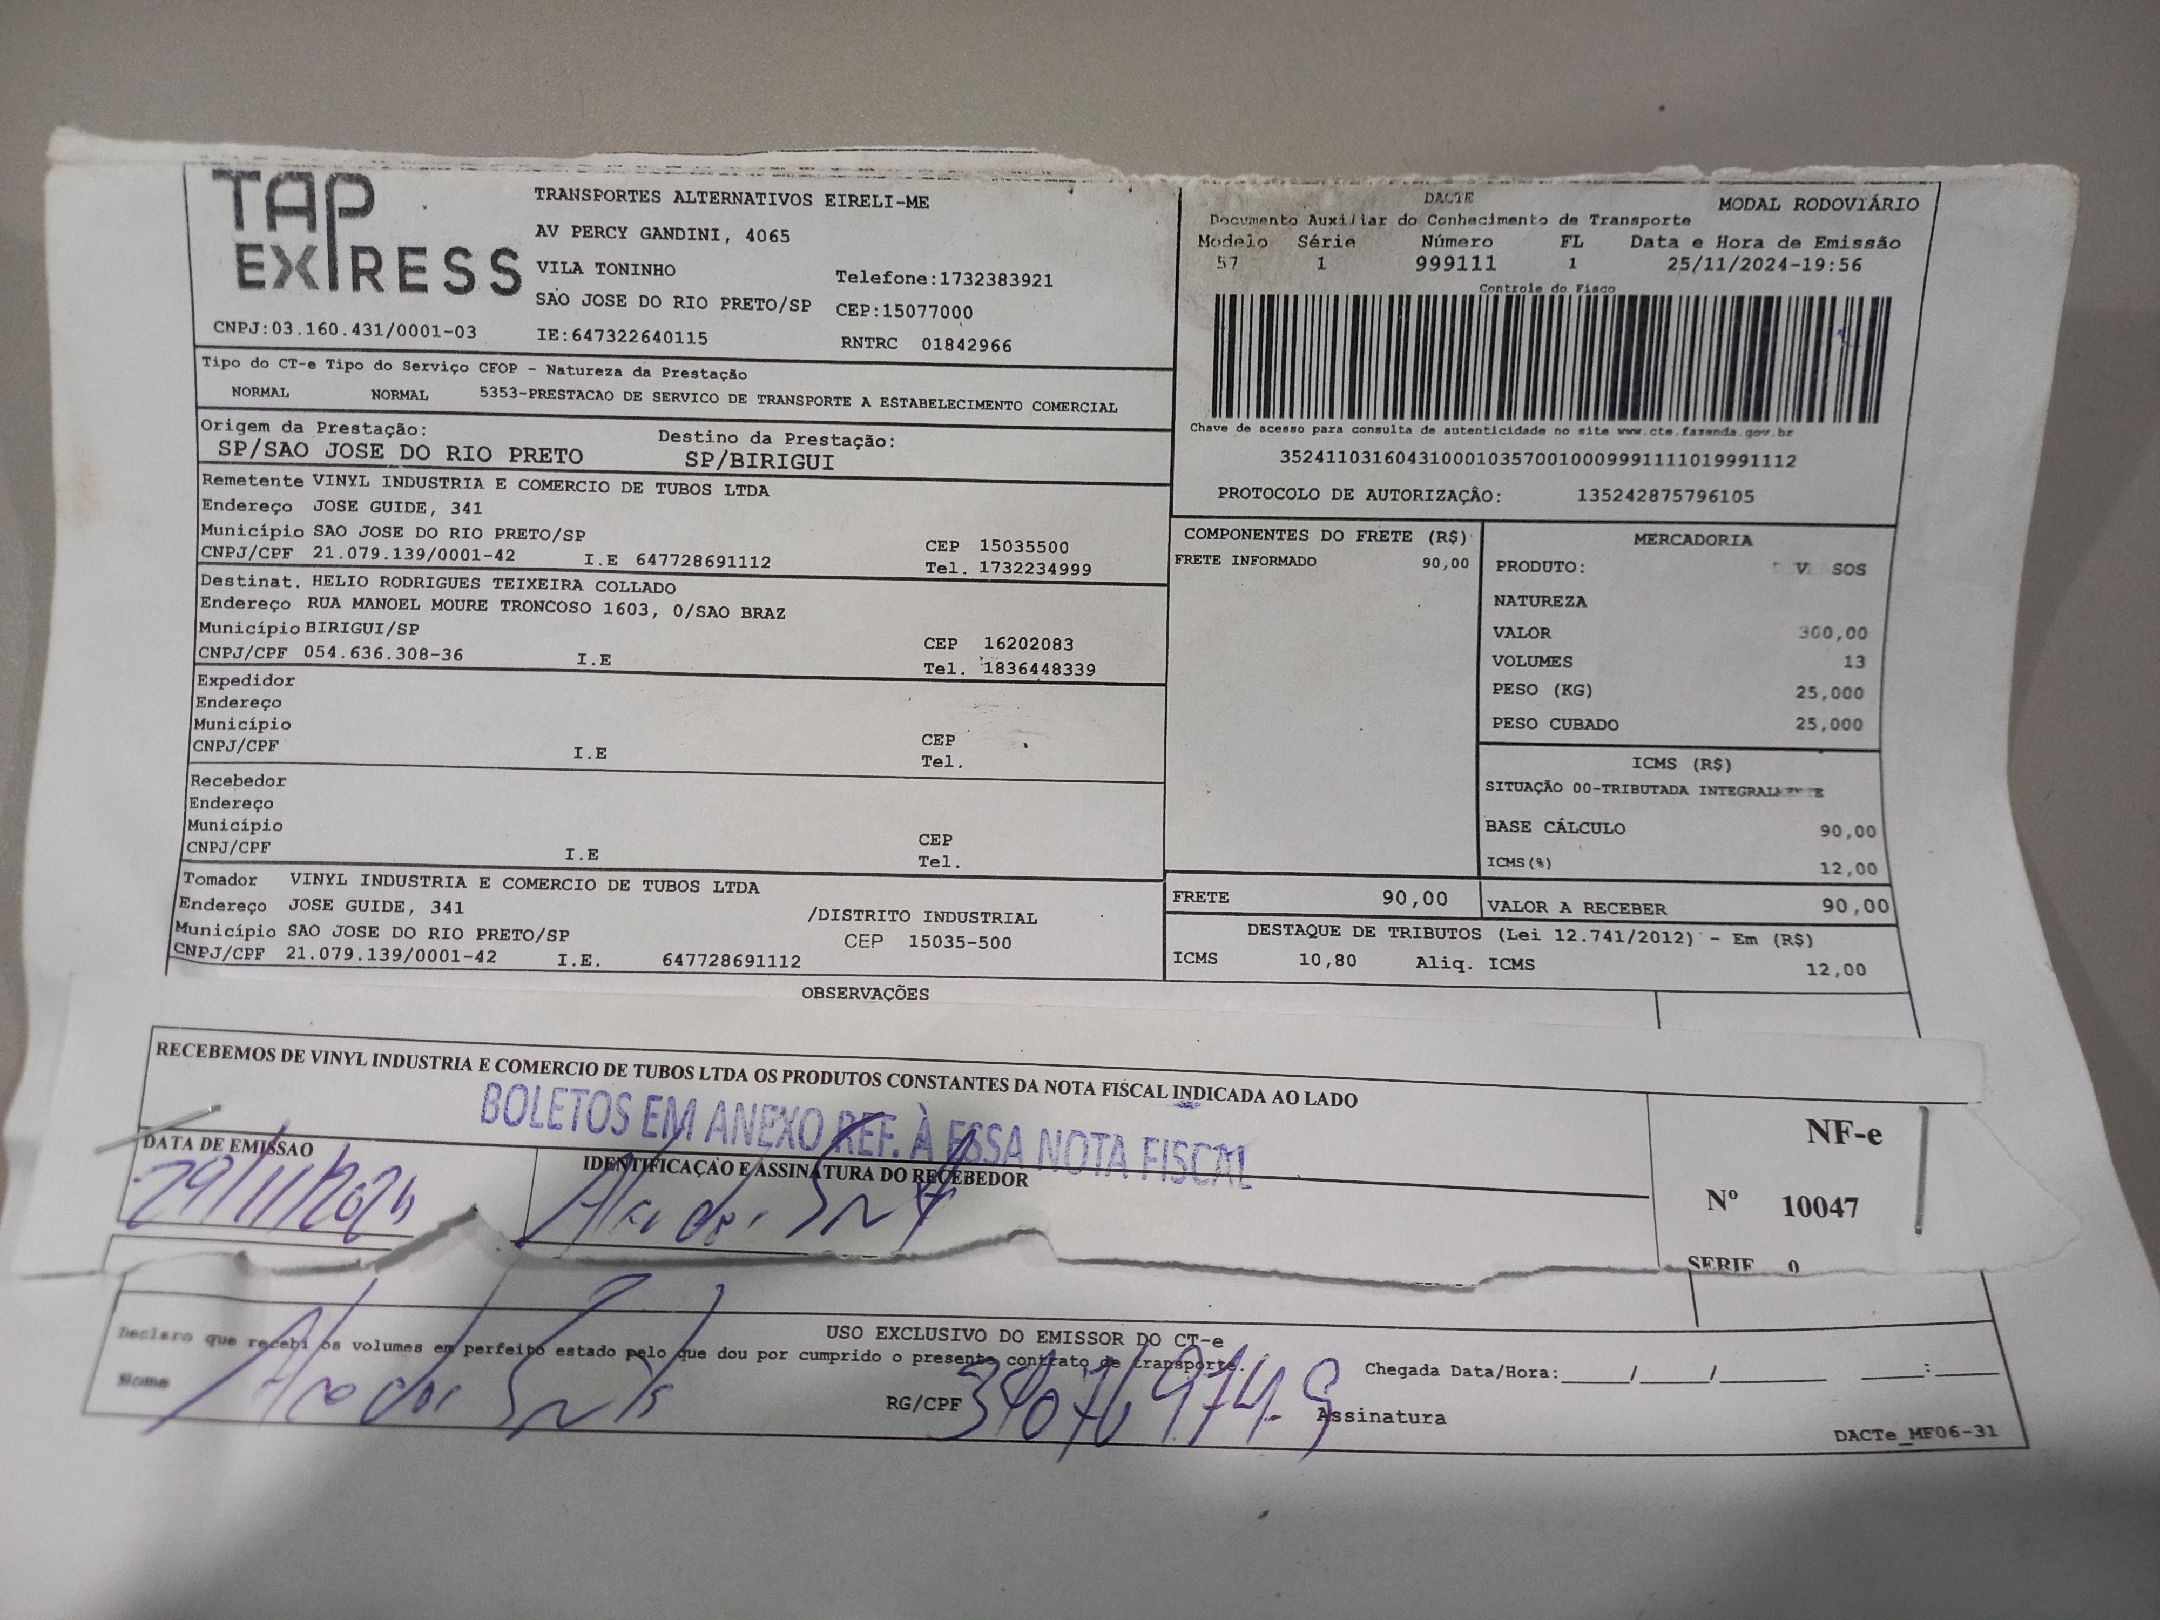 TAP EXPRESS
TRANSPORTES ALTERNATIVOS EIRELI-ME
AV PERCY GANDINI, 4065
VILA TONINHO
Telefone:1732383921
SAO JOSE DO RIO PRETO/SP CEP:15077000
CNPJ:03.160.431/0001-03 IE:647322640115 RNTRC 01842966
DACTE MODAL RODOVIÁRIO
Documento Auxiliar do Conhecimento de Transporte
Modelo Série Número FL Data e Hora de Emissão
57 1 999111 1 25/11/2024-19:56
Controle do Fisco
Chave de acesso para consulta de autenticidade no site www.cte.fazenda.gov.br
35241103160431000103570010009991111019991112
PROTOCOLO DE AUTORIZAÇÃO: 135242875796105
Tipo do CT-e Tipo do Serviço CFOP - Natureza da Prestação
NORMAL NORMAL 5353-PRESTACAO DE SERVICO DE TRANSPORTE A ESTABELECIMENTO COMERCIAL
Origem da Prestação: Destino da Prestação:
SP/SAO JOSE DO RIO PRETO SP/BIRIGUI
Remetente VINYL INDUSTRIA E COMERCIO DE TUBOS LTDA
Endereço JOSE GUIDE, 341
Município SAO JOSE DO RIO PRETO/SP CEP 15035500
CNPJ/CPF 21.079.139/0001-42 I.E 647728691112 Tel. 1732234999
Destinat. HELIO RODRIGUES TEIXEIRA COLLADO
Endereço RUA MANOEL MOURE TRONCOSO 1603, 0/SAO BRAZ
Município BIRIGUI/SP CEP 16202083
CNPJ/CPF 054.636.308-36 I.E Tel. 1836448339
Expedidor
Endereço
Município CEP
CNPJ/CPF I.E Tel.
Recebedor
Endereço
Município CEP
CNPJ/CPF I.E Tel.
Tomador VINYL INDUSTRIA E COMERCIO DE TUBOS LTDA
Endereço JOSE GUIDE, 341 /DISTRITO INDUSTRIAL
Município SAO JOSE DO RIO PRETO/SP CEP 15035-500
CNPJ/CPF 21.079.139/0001-42 I.E. 647728691112
COMPONENTES DO FRETE (R$)
FRETE INFORMADO 90,00
MERCADORIA
PRODUTO:
NATUREZA
VALOR 300,00
VOLUMES 13
PESO (KG) 25,000
PESO CUBADO 25,000
ICMS (R$)
SITUAÇÃO 00-TRIBUTADA
BASE CÁLCULO 90,00
ICMS(%) 12,00
FRETE 90,00 VALOR A RECEBER 90,00
DESTAQUE DE TRIBUTOS (Lei 12.741/2012) - Em (R$)
ICMS 10,80 Aliq. ICMS 12,00
OBSERVAÇÕES
RECEBEMOS DE VINYL INDUSTRIA E COMERCIO DE TUBOS LTDA OS PRODUTOS CONSTANTES DA NOTA FISCAL INDICADA AO LADO
BOLETOS EM ANEXO REF. À ESSA NOTA FISCAL
NF-e
DATA DE EMISSAO IDENTIFICAÇAO E ASSINATURA DO RECEBEDOR
29/11/2024
Nº 10047
SERIE 0
USO EXCLUSIVO DO EMISSOR DO CT-e
Declaro que recebi os volumes em perfeito estado pelo que dou por cumprido o presente contrato de transporte.
Chegada Data/Hora:_____/_____/_______ ____:____
Nome RG/CPF Assinatura
DACTe_MF06-31